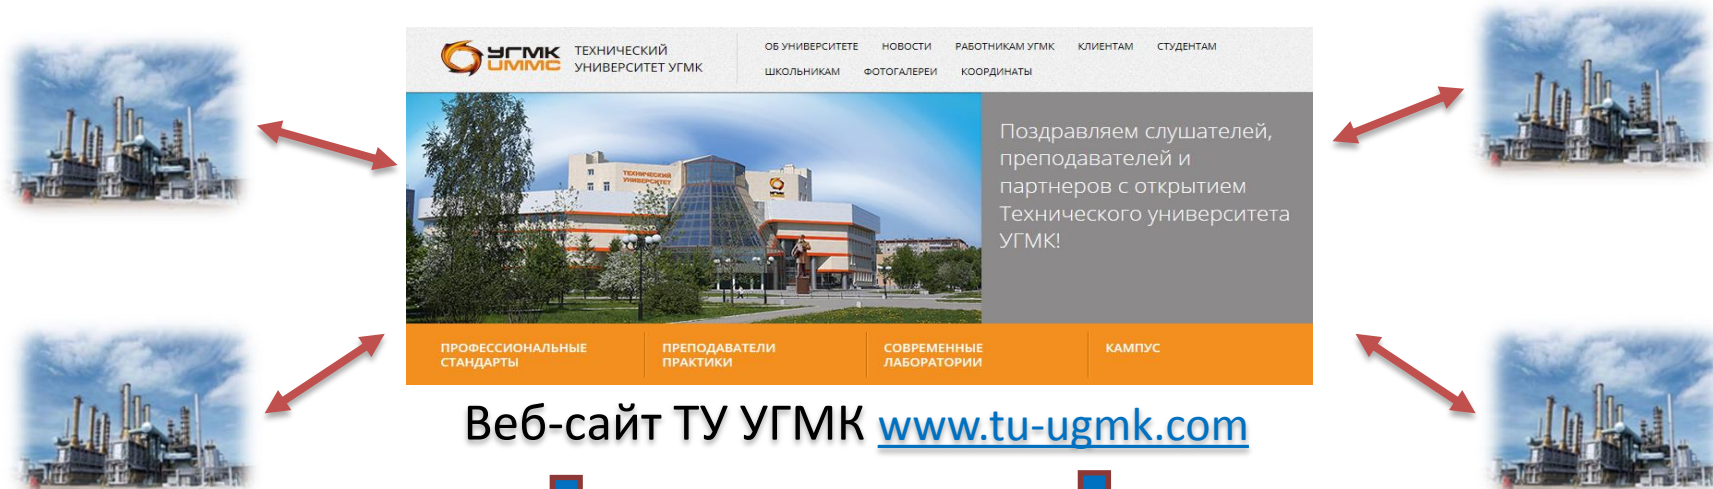 УГМК
UMMC
ТЕХНИЧЕСКИЙ
УНИВЕРСИТЕТ УГМК
ОБ УНИВЕРСИТЕТЕ НОВОСТИ РАБОТНИКАМ УГМК КЛИЕНТАМ СТУДЕНТАМ
ШКОЛЬНИКАМ ФОТОГАЛЕРЕИ КООРДИНАТЫ
ТЕХНИЧЕСКИЙ
УНИВЕРСИТЕТ
Поздравляем слушателей,
преподавателей и
партнеров с открытием
Технического университета
УГМК!
ПРОФЕССИОНАЛЬНЫЕ
СТАНДАРТЫ
ПРЕПОДАВАТЕЛИ
ПРАКТИКИ
СОВРЕМЕННЫЕ
ЛАБОРАТОРИИ
КАМПУС
Веб-сайт ТУ УГМК www.tu-ugmk.com